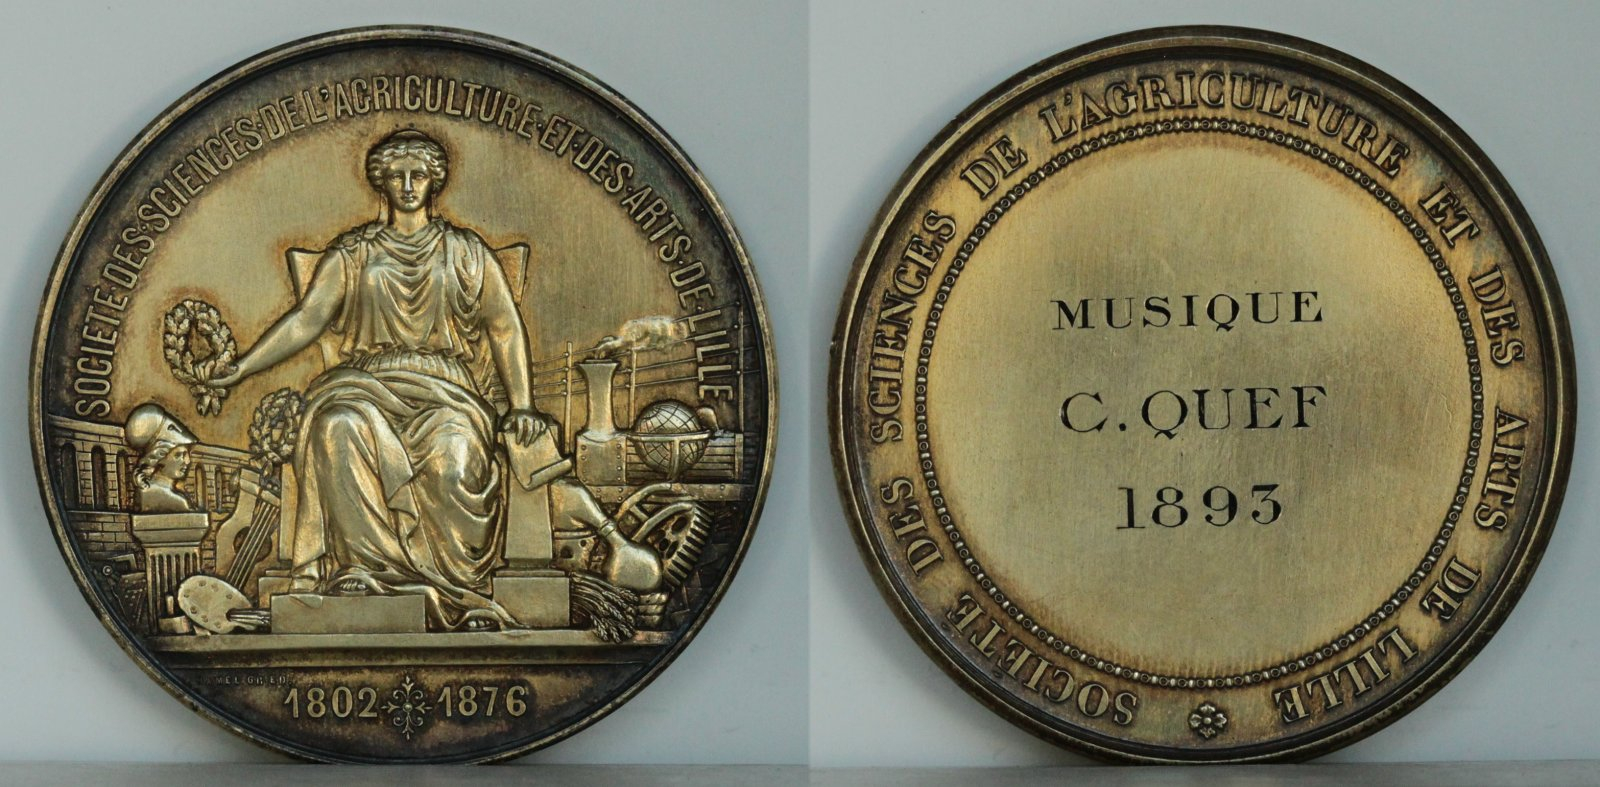 SOCIETÉ·DES·SCIENCES·DE·L'AGRICULTURE·ET·DES·ARTS·DE·LILLE
1802 1876
SOCIETE DES SCIENCES DE L'AGRICULTURE ET DES ARTS DE LILLE
MUSIQUE
C. QUEF
1893